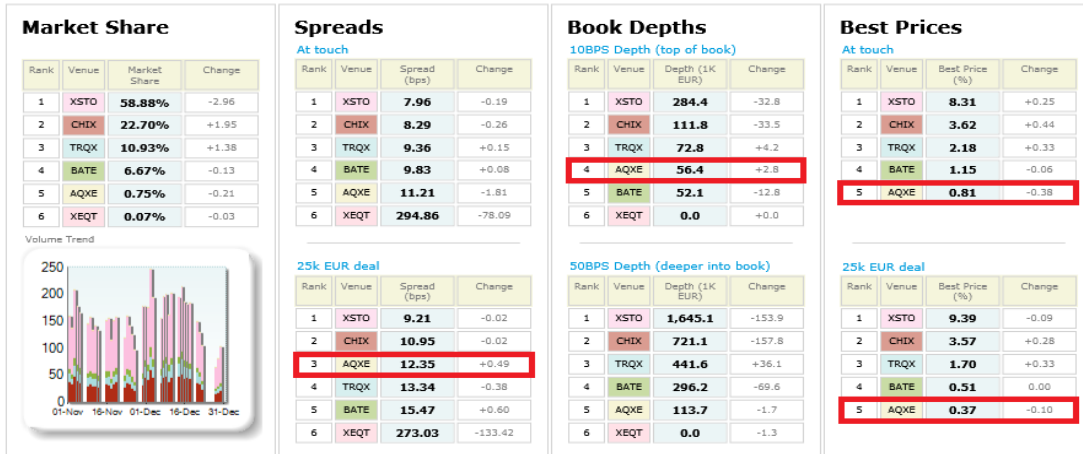 Market Share
Rank Venue Market Share Change
1 XSTO 58.88% -2.96
2 CHIX 22.70% +1.95
3 TRQX 10.93% +1.38
4 BATE 6.67% -0.13
5 AQXE 0.75% -0.21
6 XEQT 0.07% -0.03
Volume Trend
250
200
150
100
50
0
01-Nov 16-Nov 01-Dec 16-Dec 31-Dec
Spreads
At touch
Rank Venue Spread (bps) Change
1 XSTO 7.96 -0.19
2 CHIX 8.29 -0.26
3 TRQX 9.36 +0.15
4 BATE 9.83 +0.08
5 AQXE 11.21 -1.81
6 XEQT 294.86 -78.09
25k EUR deal
Rank Venue Spread (bps) Change
1 XSTO 9.21 -0.02
2 CHIX 10.95 -0.02
3 AQXE 12.35 +0.49
4 TRQX 13.34 -0.38
5 BATE 15.47 +0.60
6 XEQT 273.03 -133.42
Book Depths
10BPS Depth (top of book)
Rank Venue Depth (1K EUR) Change
1 XSTO 284.4 -32.8
2 CHIX 111.8 -33.5
3 TRQX 72.8 +4.2
4 AQXE 56.4 +2.8
5 BATE 52.1 -12.8
6 XEQT 0.0 +0.0
50BPS Depth (deeper into book)
Rank Venue Depth (1K EUR) Change
1 XSTO 1,645.1 -153.9
2 CHIX 721.1 -157.8
3 TRQX 441.6 +36.1
4 BATE 296.2 -69.6
5 AQXE 113.7 -1.7
6 XEQT 0.0 -1.3
Best Prices
At touch
Rank Venue Best Price (%) Change
1 XSTO 8.31 +0.25
2 CHIX 3.62 +0.44
3 TRQX 2.18 +0.33
4 BATE 1.15 -0.06
5 AQXE 0.81 -0.38
25k EUR deal
Rank Venue Best Price (%) Change
1 XSTO 9.39 -0.09
2 CHIX 3.57 +0.28
3 TRQX 1.70 +0.33
4 BATE 0.51 0.00
5 AQXE 0.37 -0.10